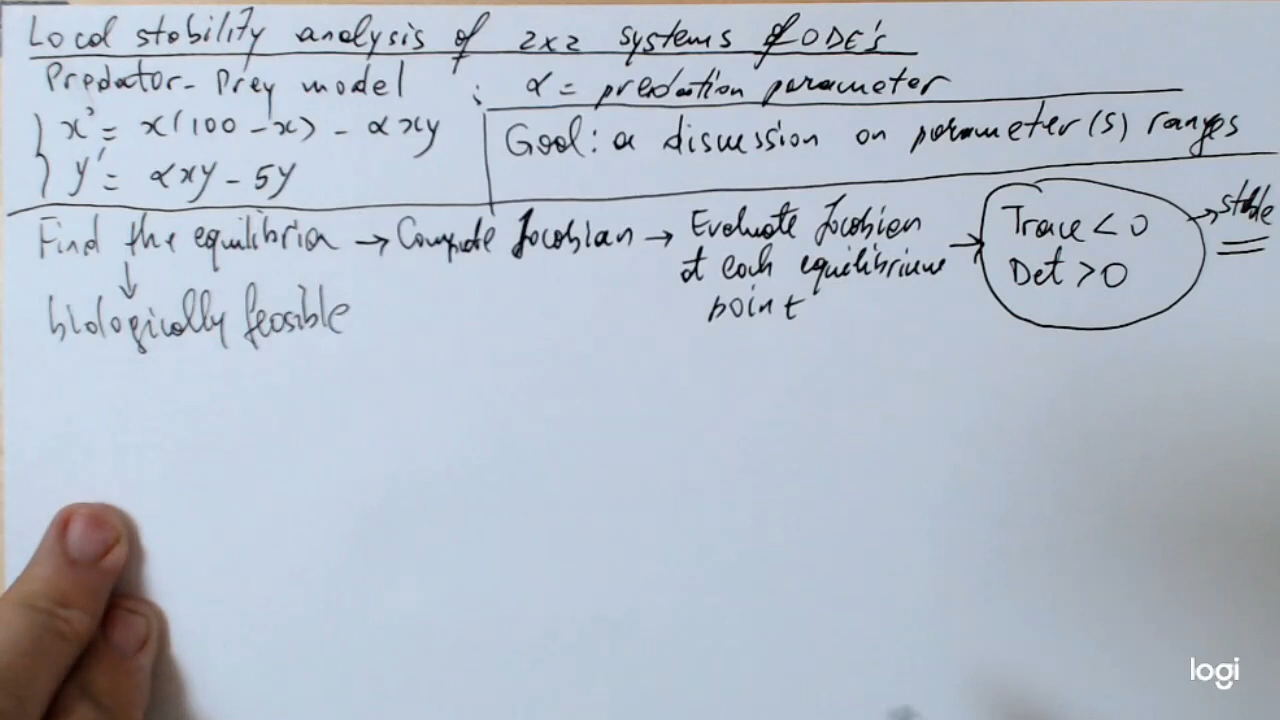 Local stability analysis of 2x2 systems of ODE's
Predator-Prey model ; α = predation parameter
x' = x(100 - x) - αxy
y' = αxy - 5y
Goal: a discussion on parameter(s) ranges
Find the equilibria → Compute Jacobian → Evaluate Jacobian
at each equilibrium
point
→ Trace < 0
Det > 0
→ stable
↓
biologically feasible
logi